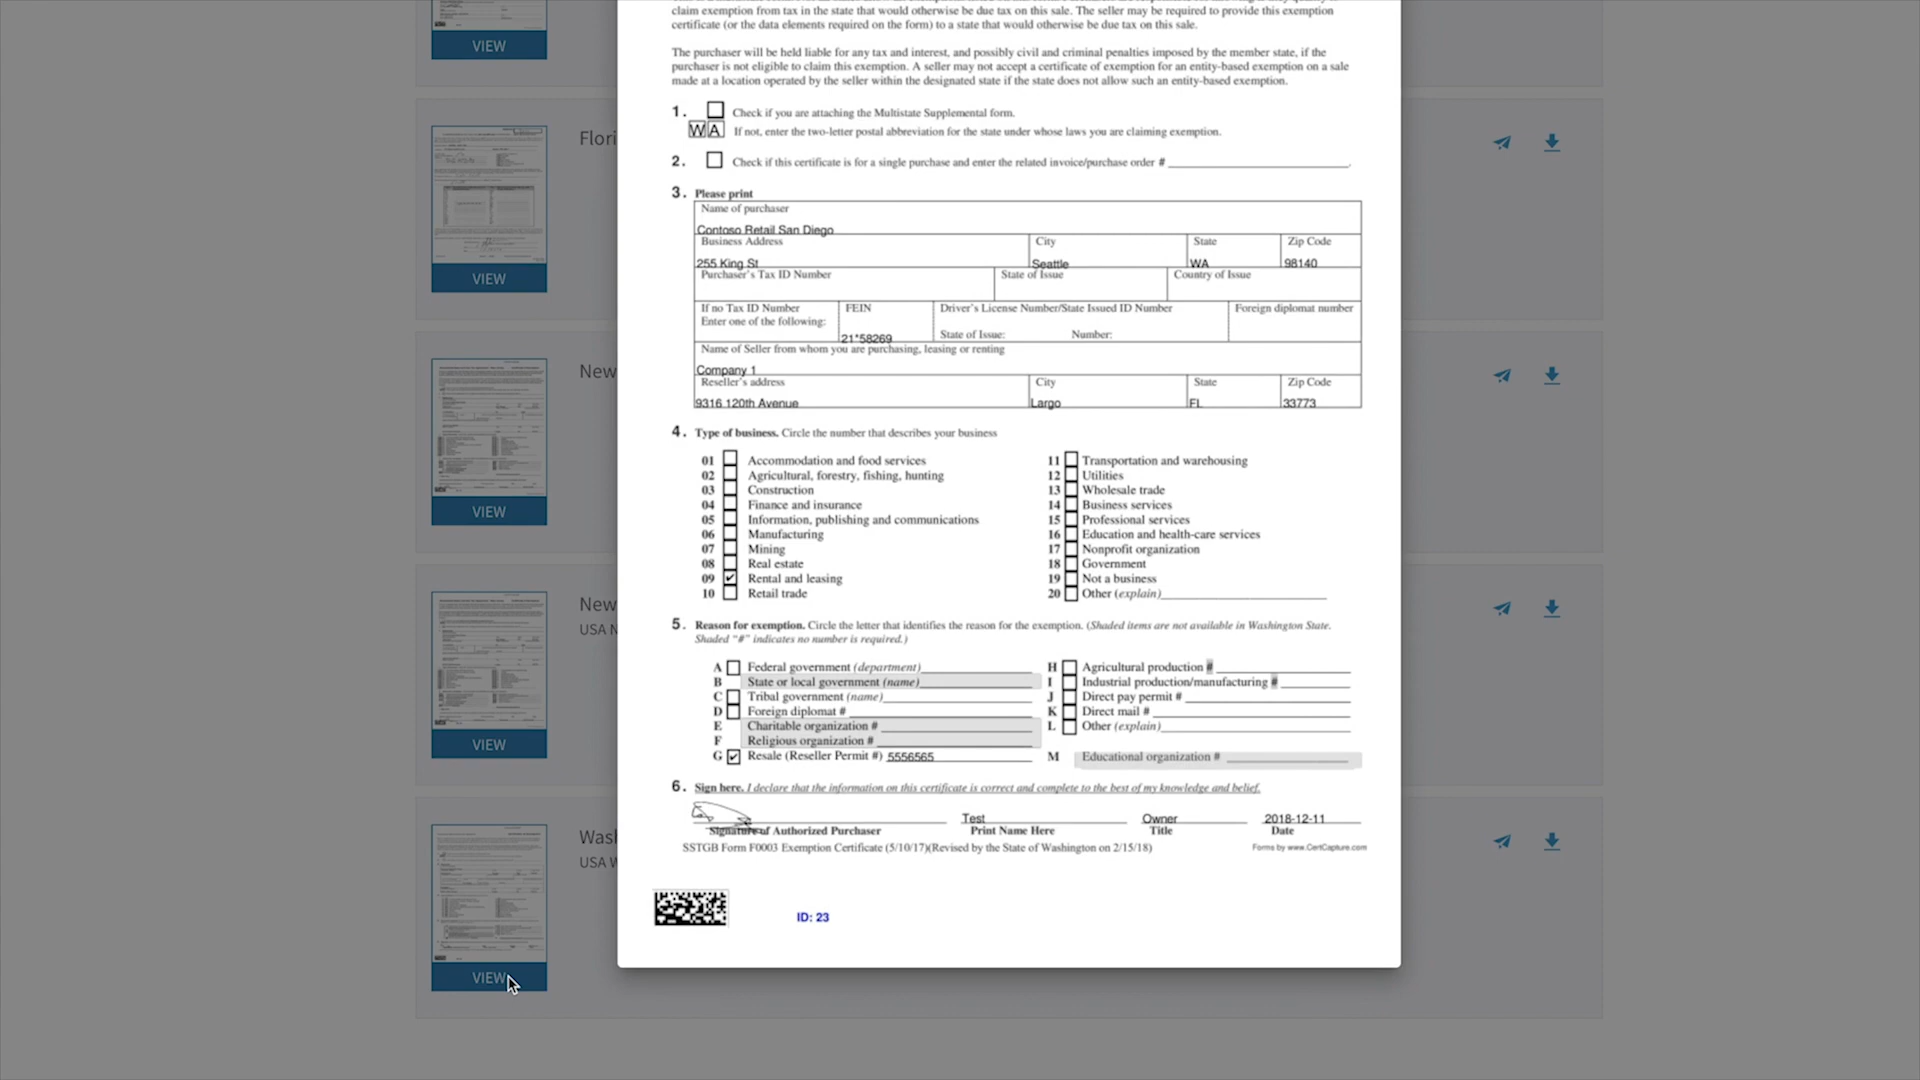 claim exemption from tax in the state that would otherwise be due tax on this sale. The seller may be required to provide this exemption
certificate (or the data elements required on the form) to a state that would otherwise be due tax on this sale.
The purchaser will be held liable for any tax and interest, and possibly civil and criminal penalties imposed by the member state, if the
purchaser is not eligible to claim this exemption. A seller may not accept a certificate of exemption for an entity-based exemption on a sale
made at a location operated by the seller within the designated state if the state does not allow such an entity-based exemption.
1. Check if you are attaching the Multistate Supplemental form.
WA If not, enter the two-letter postal abbreviation for the state under whose laws you are claiming exemption.
2. Check if this certificate is for a single purchase and enter the related invoice/purchase order #
3. Please print
Name of purchaser
Contoso Retail San Diego
Business Address City State Zip Code
255 King St Seattle WA 98140
Purchaser's Tax ID Number State of Issue Country of Issue
If no Tax ID Number FEIN Driver's License Number/State Issued ID Number Foreign diplomat number
Enter one of the following:
21*58269 State of Issue: Number:
Name of Seller from whom you are purchasing, leasing or renting
Company 1
Reseller's address City State Zip Code
9316 120th Avenue Largo FL 33773
4. Type of business. Circle the number that describes your business
01 Accommodation and food services 11 Transportation and warehousing
02 Agricultural, forestry, fishing, hunting 12 Utilities
03 Construction 13 Wholesale trade
04 Finance and insurance 14 Business services
05 Information, publishing and communications 15 Professional services
06 Manufacturing 16 Education and health-care services
07 Mining 17 Nonprofit organization
08 Real estate 18 Government
09 Rental and leasing 19 Not a business
10 Retail trade 20 Other (explain)
5. Reason for exemption. Circle the letter that identifies the reason for the exemption. (Shaded items are not available in Washington State.
Shaded "#" indicates no number is required.)
A Federal government (department) H Agricultural production #
B State or local government (name) I Industrial production/manufacturing #
C Tribal government (name) J Direct pay permit #
D Foreign diplomat # K Direct mail #
E Charitable organization # L Other (explain)
F Religious organization #
G Resale (Reseller Permit #) 5556565 M Educational organization #
6. Sign here. I declare that the information on this certificate is correct and complete to the best of my knowledge and belief.
Test Owner 2018-12-11
Signature of Authorized Purchaser Print Name Here Title Date
SSTGB Form F0003 Exemption Certificate (5/10/17)(Revised by the State of Washington on 2/15/18) Forms by www.CertCapture.com
ID: 23
VIEW
Flori
VIEW
New
VIEW
New
USA N
VIEW
Wash
USA W
VIEW